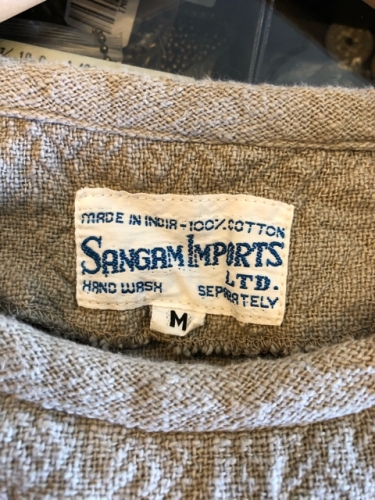 MADE IN INDIA-100% COTTON
SANGAM IMPORTS
LTD.
HAND WASH SEPARATELY
M